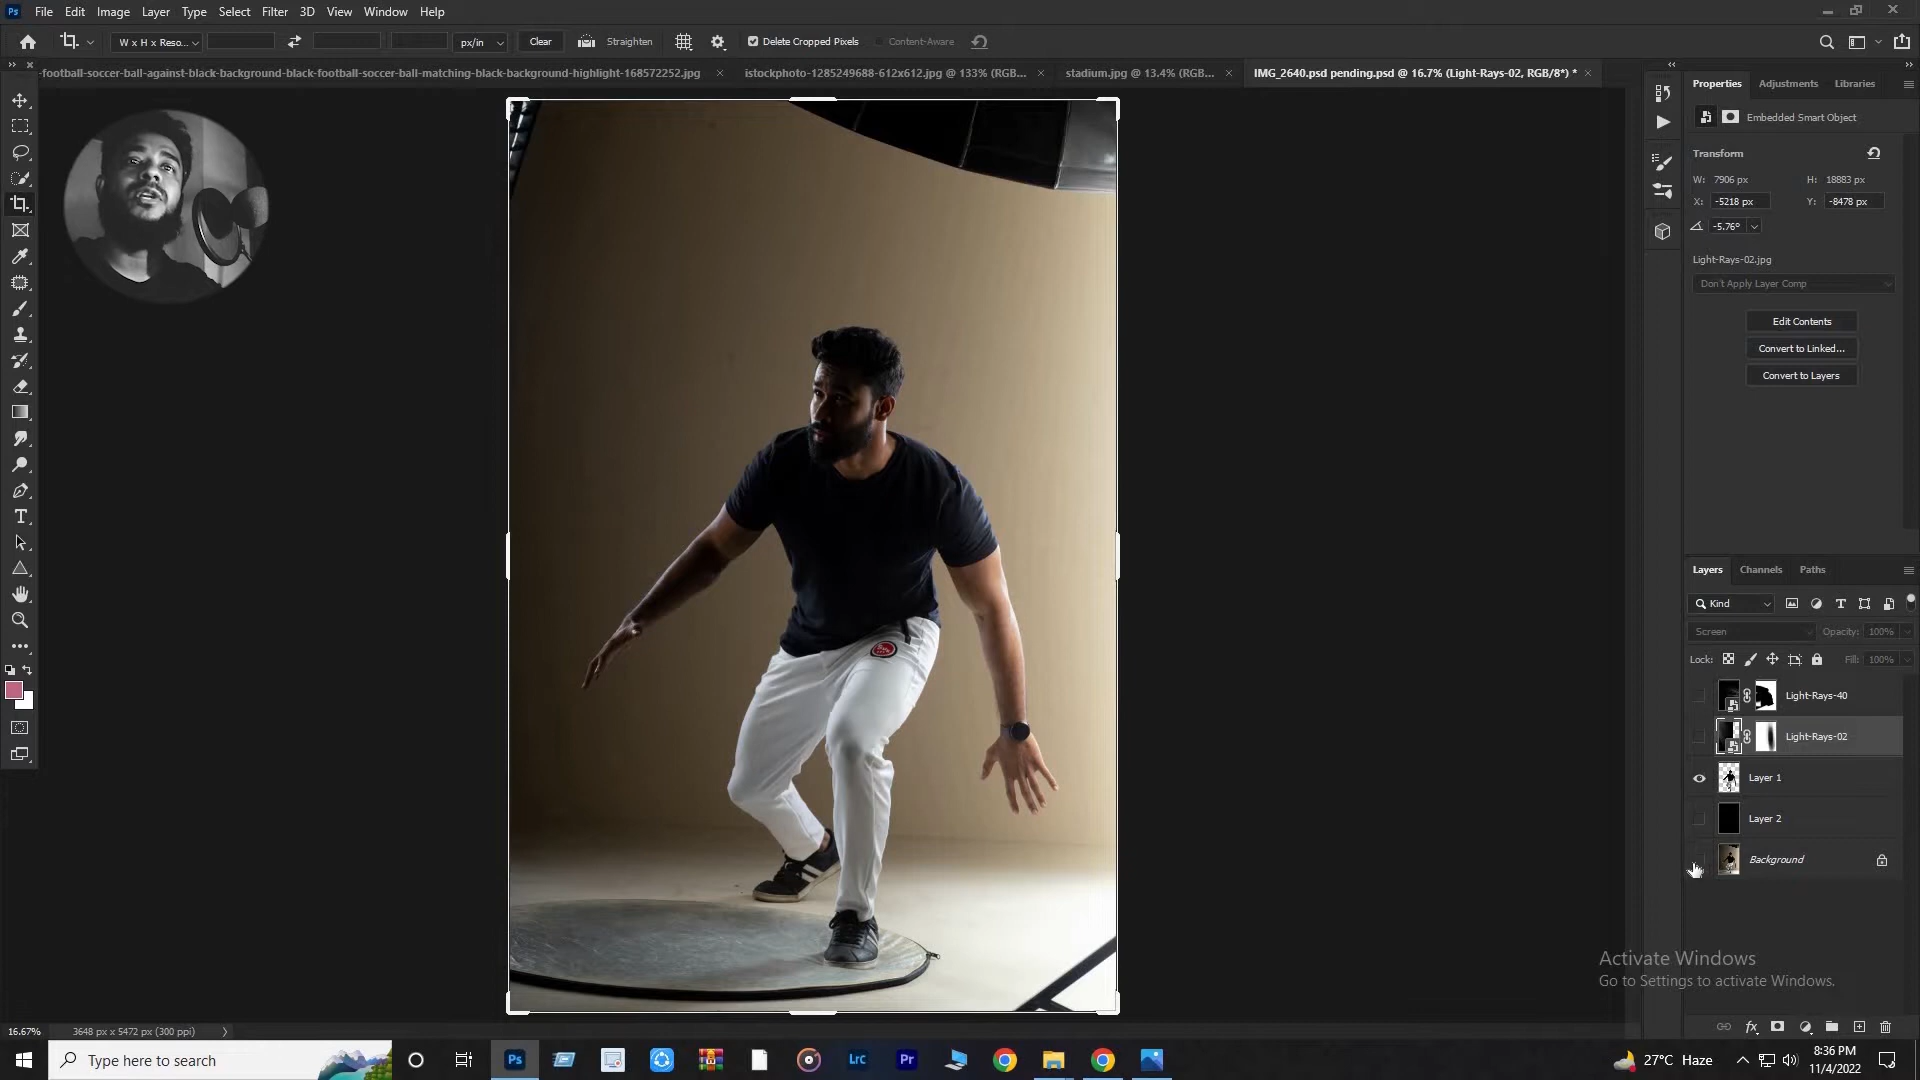 Ps File Edit Image Layer Type Select Filter 3D View Window Help
W x H x Reso... px/in Clear Straighten Delete Cropped Pixels Content-Aware
-football-soccer-ball-against-black-background-black-football-soccer-ball-matching-black-background-highlight-168572252.jpg × istockphoto-1285249688-612x612.jpg @ 133% (RGB... × stadium.jpg @ 13.4% (RGB... × IMG_2640.psd pending.psd @ 16.7% (Light-Rays-02, RGB/8*) * ×
Properties Adjustments Libraries
Embedded Smart Object
Transform
W: 7906 px H: 18883 px
X: -5218 px Y: -8478 px
-5.76°
Light-Rays-02.jpg
Don't Apply Layer Comp
Edit Contents
Convert to Linked...
Convert to Layers
Layers Channels Paths
Kind
Screen Opacity: 100%
Lock: Fill: 100%
Light-Rays-40
Light-Rays-02
Layer 1
Layer 2
Background
Activate Windows
Go to Settings to activate Windows.
16.67% 3648 px x 5472 px (300 ppi)
Type here to search
Ps Lrc Pr
27°C Haze
8:36 PM
11/4/2022